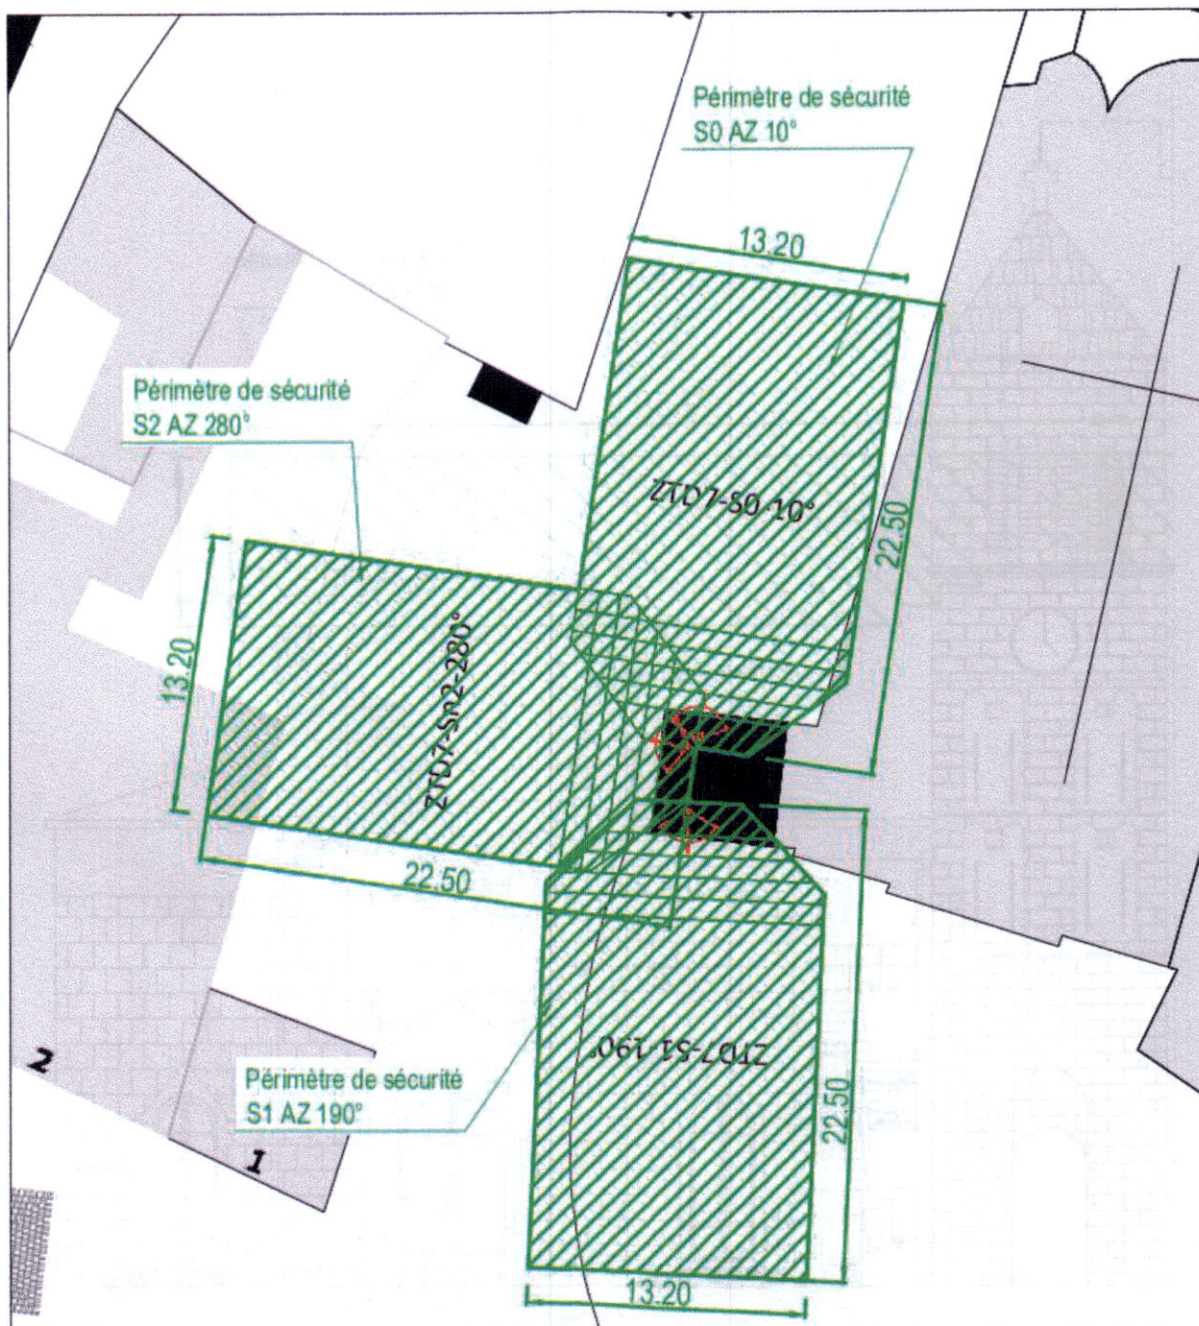 Périmètre de sécurité
S0 AZ 10°
13.20
Périmètre de sécurité
S2 AZ 280°
ZTD7-S0-10°
22.50
13.20
ZTD7-Sn2-280°
22.50
ZTD7-S1-190°
Périmètre de sécurité
S1 AZ 190°
22.50
2
1
13.20